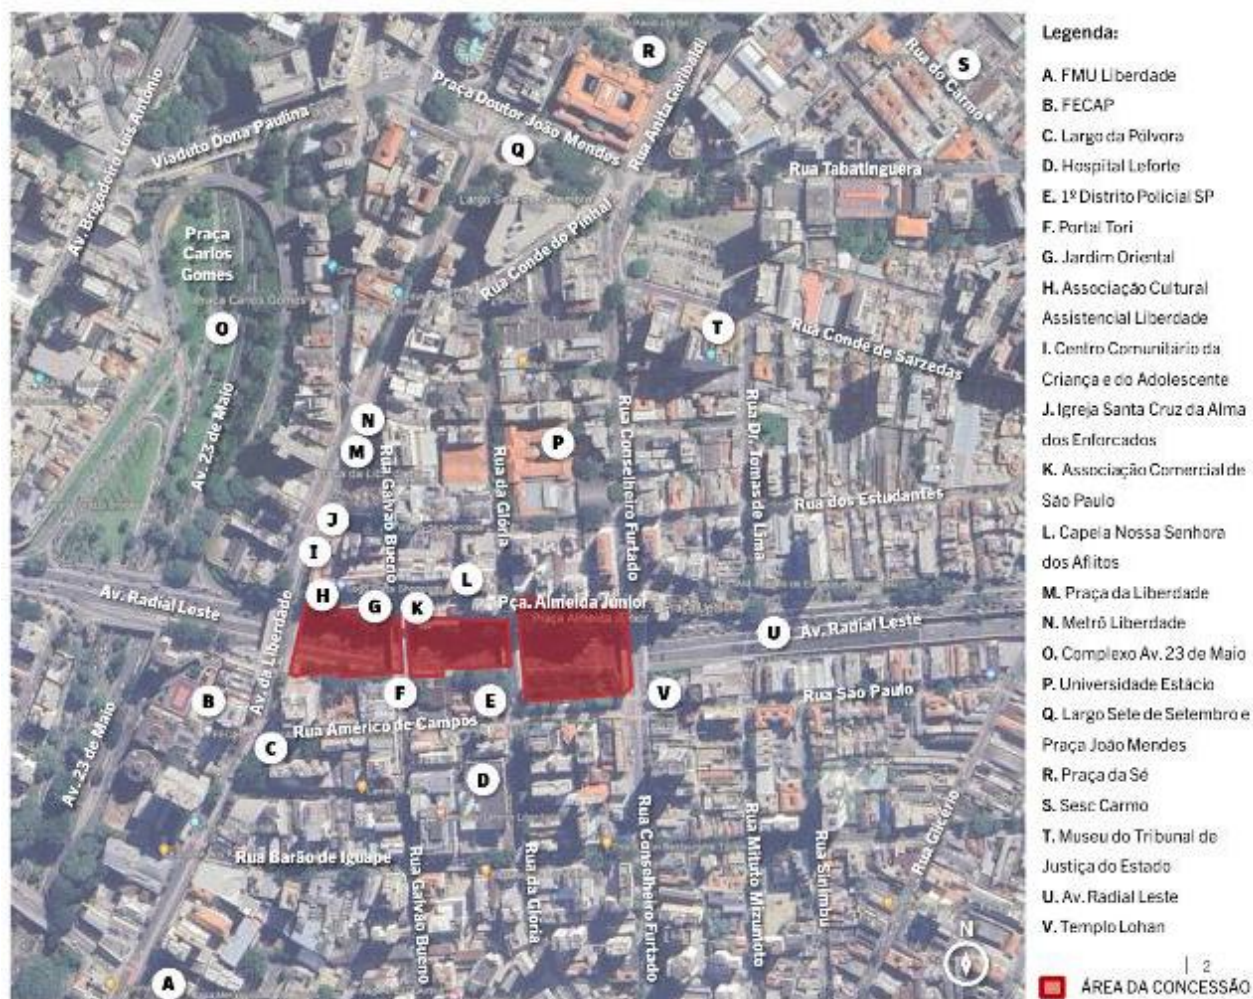 Legenda:
A. FMU Liberdade
B. FECAP
C. Largo da Pólvora
D. Hospital Leforte
E. 1º Distrito Policial SP
F. Portal Tori
G. Jardim Oriental
H. Associação Cultural
Assistencial Liberdade
I. Centro Comunitário da
Criança e do Adolescente
J. Igreja Santa Cruz da Alma
dos Enforcados
K. Associação Comercial de
São Paulo
L. Capela Nossa Senhora
dos Aflitos
M. Praça da Liberdade
N. Metrô Liberdade
O. Complexo Av. 23 de Maio
P. Universidade Estácio
Q. Largo Sete de Setembro e
Praça João Mendes
R. Praça da Sé
S. Sesc Carmo
T. Museu do Tribunal de
Justiça do Estado
U. Av. Radial Leste
V. Templo Lohan
| 2
ÁREA DA CONCESSÃO
R
S
Rua do Carmo
Praça Doutor João Mendes
Rua Anita Garibaldi
Av. Brigadeiro Luis Antônio
Viaduto Dona Paulina
Q
Rua Tabatinguera
Praça
Carlos
Gomes
Praça Carlos Gomes
Rua Conde do Pinhal
O
T
Rua Conde de Sarzedas
Av. 23 de Maio
N
M
P
Rua Galvão Bueno
Rua da Glória
Rua Conselheiro Furtado
Rua Dr. Tomas de Lima
Rua dos Estudantes
J
I
L
H
G
K
Pça. Almeida Júnior
Praça Almeida Júnior
Av. Radial Leste
Av. da Liberdade
U
Av. Radial Leste
B
F
E
V
Rua São Paulo
Rua Américo de Campos
C
Av. 23 de Maio
D
Rua Barão de Iguape
Rua Galvão Bueno
Rua da Glória
Rua Conselheiro Furtado
Rua Mituto Mizumoto
Rua Sinimbu
Rua Glicério
N
A